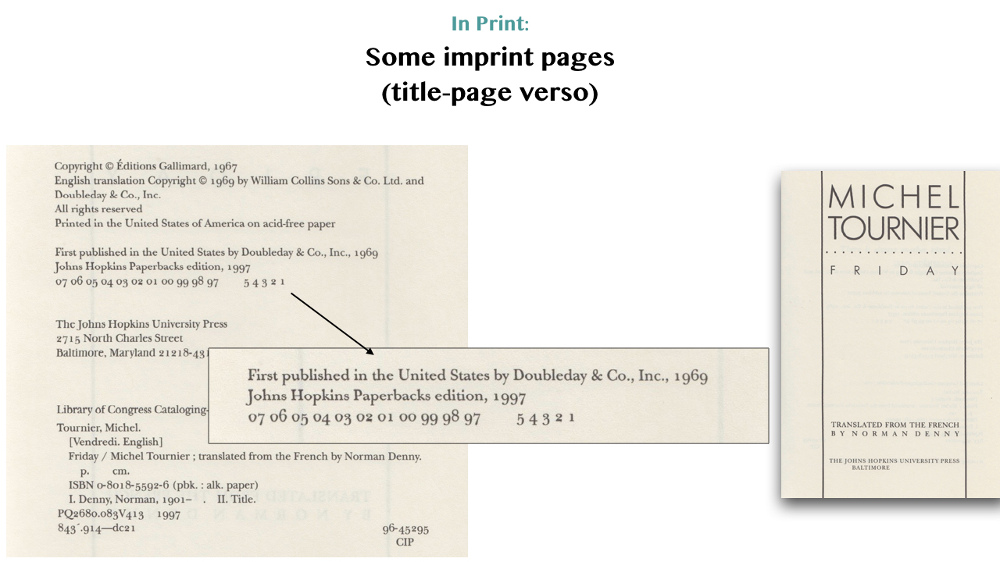 In Print:
Some imprint pages
(title-page verso)
Copyright © Éditions Gallimard, 1967
English translation Copyright © 1969 by William Collins Sons & Co. Ltd. and
Doubleday & Co., Inc.
All rights reserved
Printed in the United States of America on acid-free paper
First published in the United States by Doubleday & Co., Inc., 1969
Johns Hopkins Paperbacks edition, 1997
07 06 05 04 03 02 01 00 99 98 97 5 4 3 2 1
The Johns Hopkins University Press
2715 North Charles Street
Baltimore, Maryland 21218-431
Library of Congress Cataloging-
Tournier, Michel.
[Vendredi. English]
Friday / Michel Tournier ; translated from the French by Norman Denny.
p. cm.
ISBN 0-8018-5592-6 (pbk. : alk. paper)
I. Denny, Norman, 1901– . II. Title.
PQ2680.083V413 1997
843´.914—dc21
96-45295
CIP
First published in the United States by Doubleday & Co., Inc., 1969
Johns Hopkins Paperbacks edition, 1997
07 06 05 04 03 02 01 00 99 98 97 5 4 3 2 1
MICHEL
TOURNIER
FRIDAY
TRANSLATED FROM THE FRENCH
BY NORMAN DENNY
THE JOHNS HOPKINS UNIVERSITY PRESS
BALTIMORE